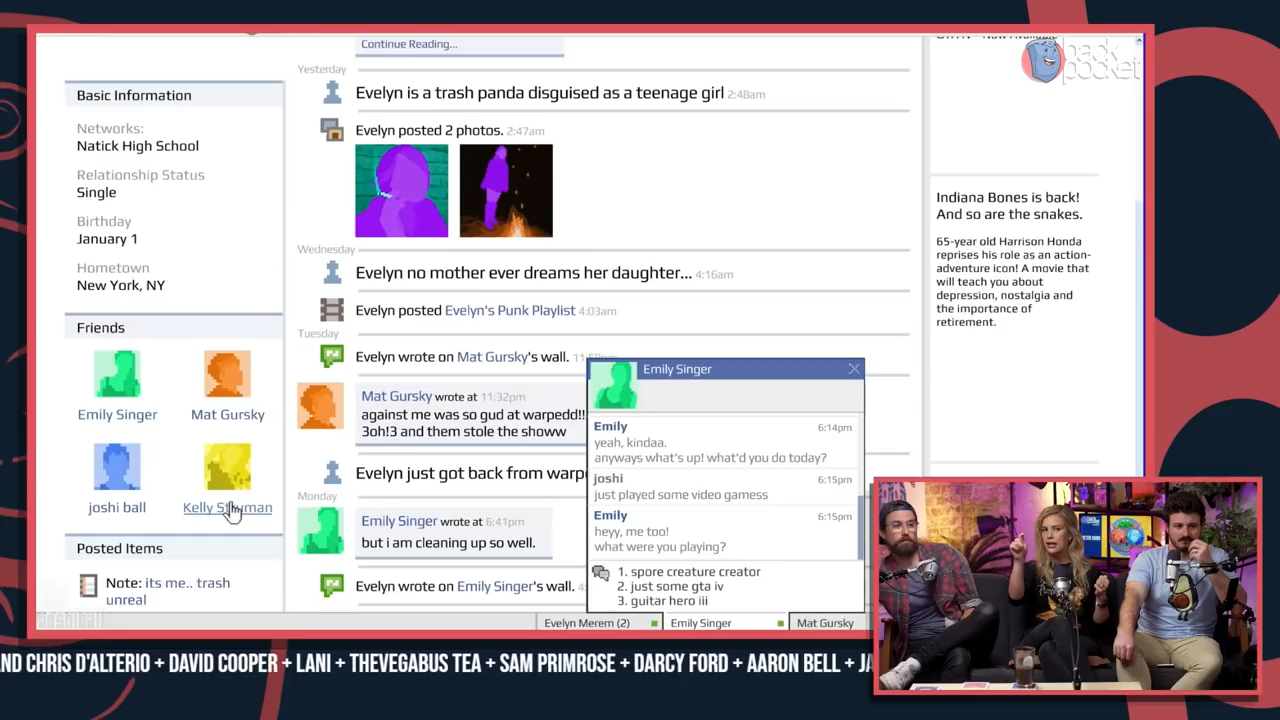 Continue Reading...
Yesterday
Evelyn is a trash panda disguised as a teenage girl 2:48am
Evelyn posted 2 photos. 2:47am
Wednesday
Evelyn no mother ever dreams her daughter... 4:16am
Evelyn posted Evelyn's Punk Playlist 4:03am
Tuesday
Evelyn wrote on Mat Gursky's wall.
Mat Gursky wrote at 11:32pm
against me was so gud at warpedd!!
3oh!3 and them stole the showw
Evelyn just got back from warp
Monday
Emily Singer wrote at 6:41pm
but i am cleaning up so well.
Evelyn wrote on Emily Singer's wall.
Basic Information
Networks:
Natick High School
Relationship Status
Single
Birthday
January 1
Hometown
New York, NY
Friends
Emily Singer
Mat Gursky
joshi ball
Kelly
Posted Items
Note: its me.. trash
unreal
Emily Singer
Emily 6:14pm
yeah, kindaa.
anyways what's up! what'd you do today?
joshi 6:15pm
just played some video gamess
Emily 6:15pm
heyy, me too!
what were you playing?
1. spore creature creator
2. just some gta iv
3. guitar hero iii
Evelyn Merem (2)
Emily Singer
Mat Gursky
back
pocket
Indiana Bones is back!
And so are the snakes.
65-year old Harrison Honda
reprises his role as an action-
adventure icon! A movie that
will teach you about
depression, nostalgia and
the importance of
retirement.
ND CHRIS D'ALTERIO + DAVID COOPER + LANI + THEVEGABUS TEA + SAM PRIMROSE + DARCY FORD + AARON BELL + JA